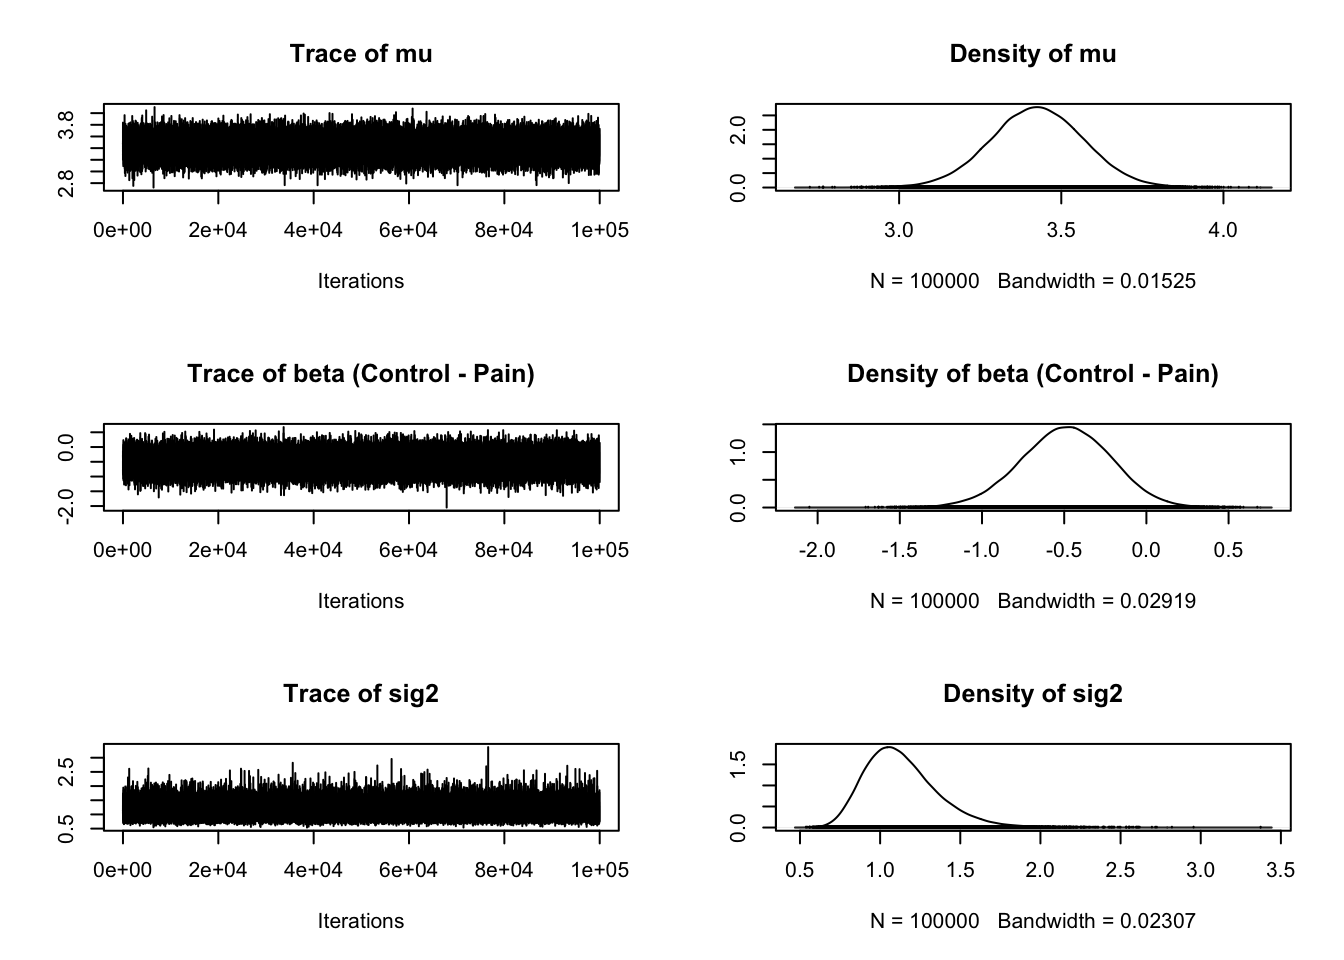 Trace of mu
2.8 3.8
0e+00 2e+04 4e+04 6e+04 8e+04 1e+05
Iterations
Density of mu
0.0 2.0
3.0 3.5 4.0
N = 100000 Bandwidth = 0.01525
Trace of beta (Control - Pain)
-2.0 0.0
0e+00 2e+04 4e+04 6e+04 8e+04 1e+05
Iterations
Density of beta (Control - Pain)
0.0 1.0
-2.0 -1.5 -1.0 -0.5 0.0 0.5
N = 100000 Bandwidth = 0.02919
Trace of sig2
0.5 2.5
0e+00 2e+04 4e+04 6e+04 8e+04 1e+05
Iterations
Density of sig2
0.0 1.5
0.5 1.0 1.5 2.0 2.5 3.0 3.5
N = 100000 Bandwidth = 0.02307